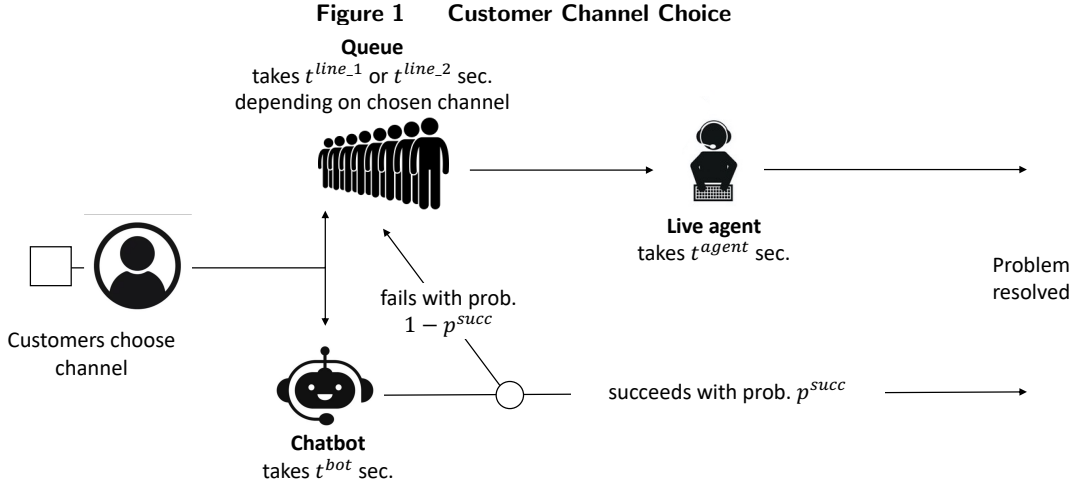 Figure 1 Customer Channel Choice
Queue
takes t^{line_1} or t^{line_2} sec.
depending on chosen channel
Live agent
takes t^{agent} sec.
Problem
resolved
fails with prob.
1 − p^{succ}
Customers choose
channel
succeeds with prob. p^{succ}
Chatbot
takes t^{bot} sec.